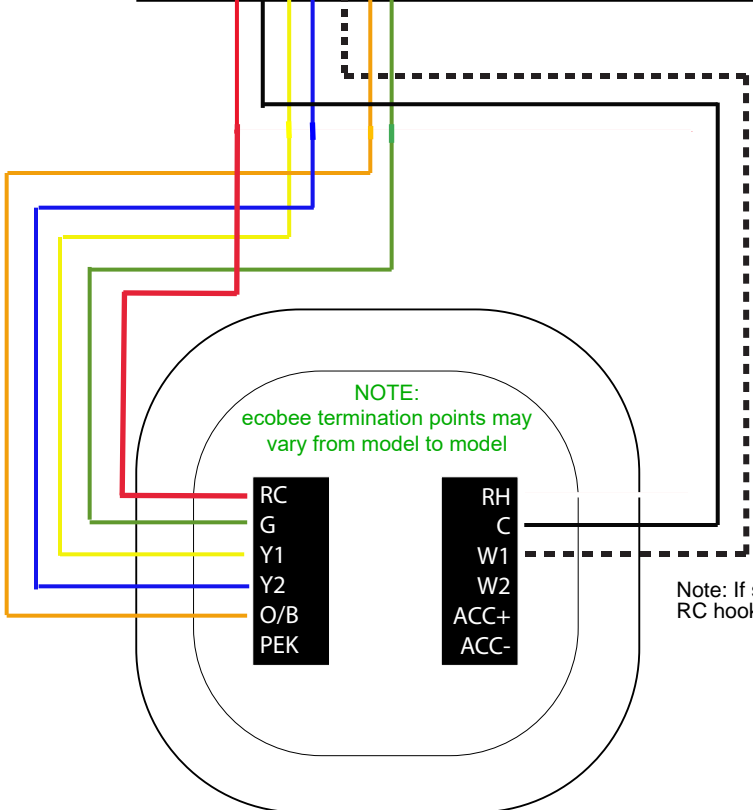 NOTE:
ecobee termination points may
vary from model to model
RC
G
Y1
Y2
O/B
PEK
RH
C
W1
W2
ACC+
ACC-
Note: If
RC